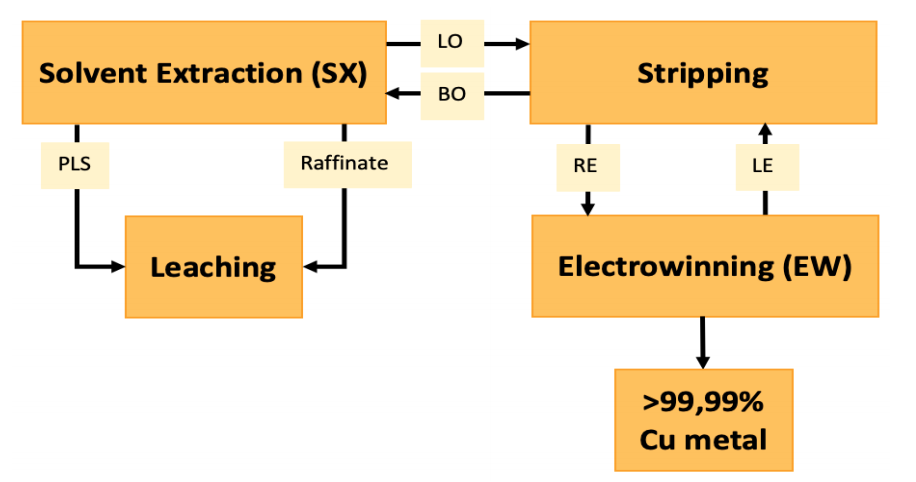 Solvent Extraction (SX)
LO
BO
Stripping
PLS
Raffinate
RE
LE
Leaching
Electrowinning (EW)
>99,99%
Cu metal